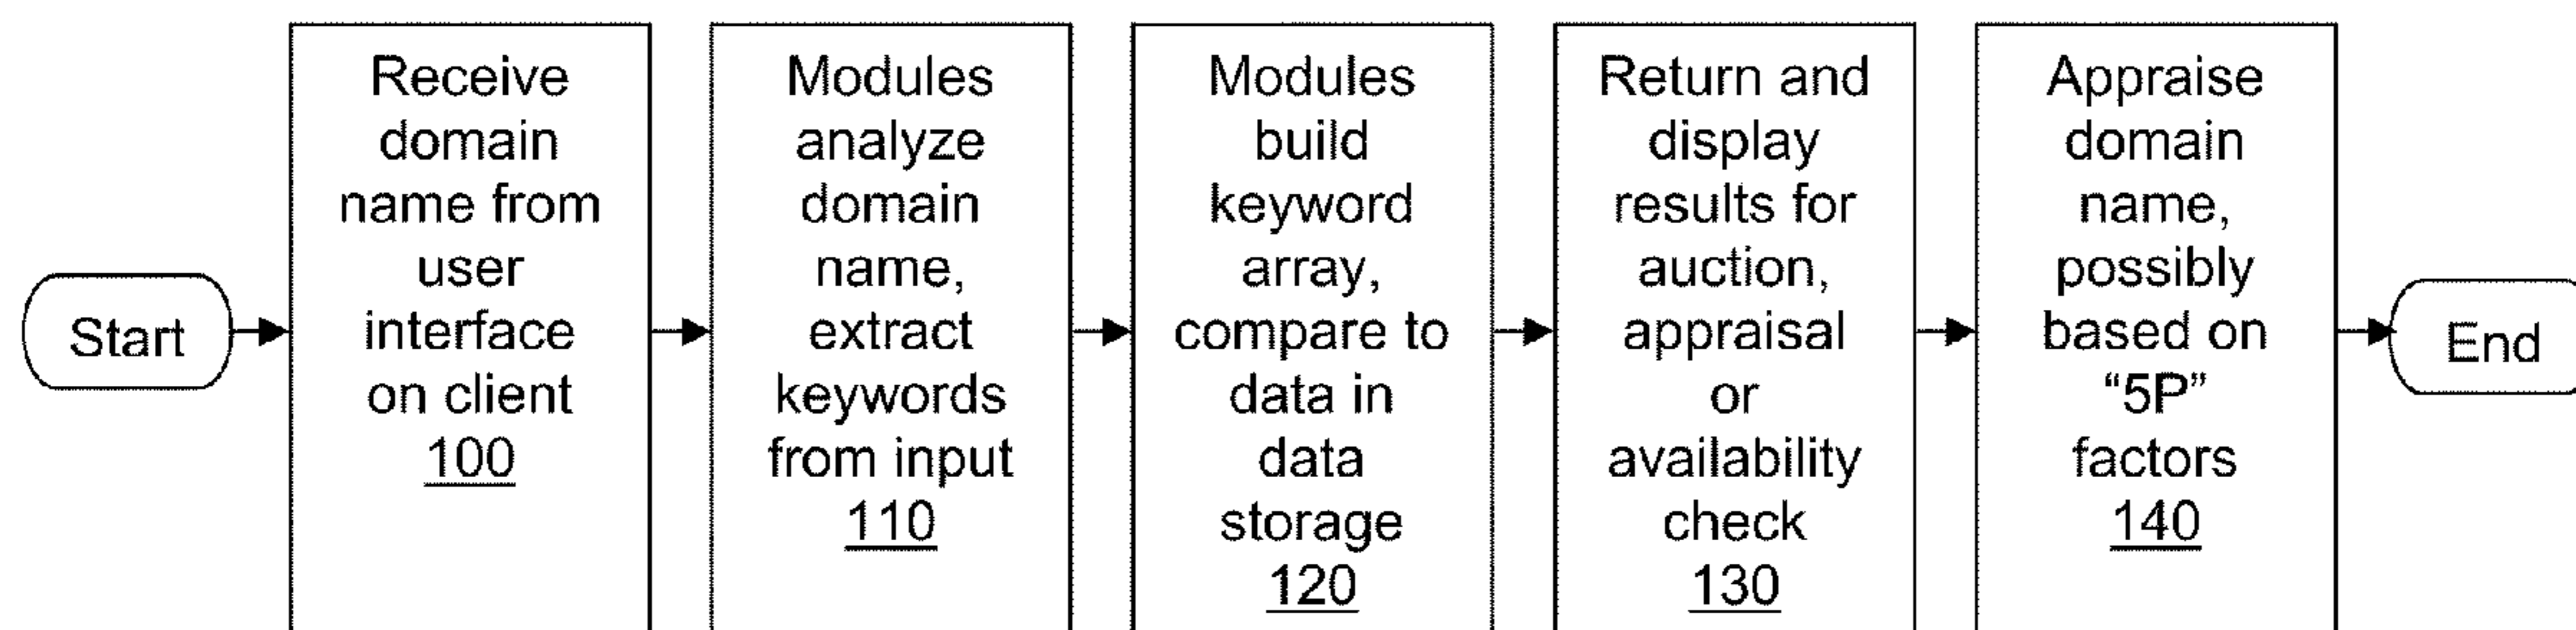 Start
Receive
domain
name from
user
interface
on client
100
Modules
analyze
domain
name,
extract
keywords
from input
110
Modules
build
keyword
array,
compare to
data in
data
storage
120
Return and
display
results for
auction,
appraisal
or
availability
check
130
Appraise
domain
name,
possibly
based on
“5P”
factors
140
End